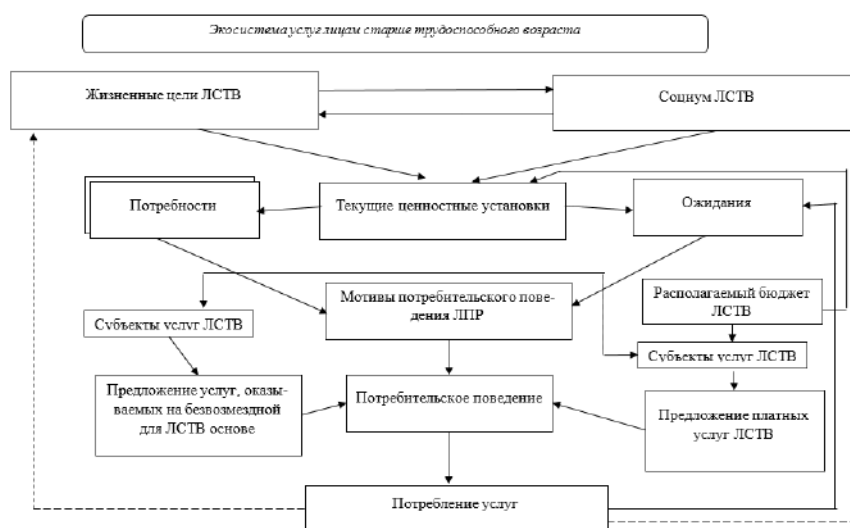 Экосистема услуг лицам старше трудоспособного возраста
Жизненные цели ЛСТВ
Социум ЛСТВ
Потребности
Текущие ценностные установки
Ожидания
Мотивы потребительского пове-
дения ЛПР
Располагаемый бюджет
ЛСТВ
Субъекты услуг ЛСТВ
Субъекты услуг ЛСТВ
Предложение услуг, оказы-
ваемых на безвозмездной
для ЛСТВ основе
Потребительское поведение
Предложение платных
услуг ЛСТВ
Потребление услуг